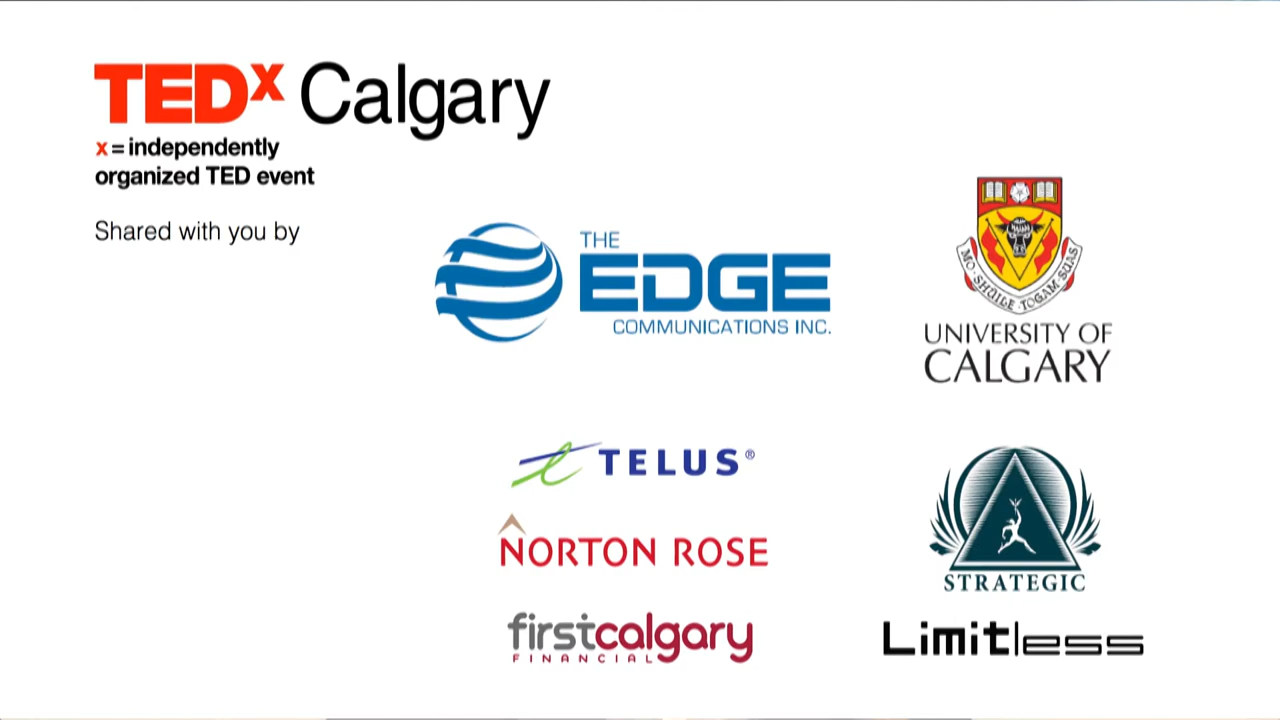 TEDx Calgary
x = independently
organized TED event
Shared with you by
THE
EDGE
COMMUNICATIONS INC.
MO · SHÙILE · TOGAM · SUAS
UNIVERSITY OF
CALGARY
TELUS®
NORTON ROSE
STRATEGIC
firstcalgary
FINANCIAL
Limitless